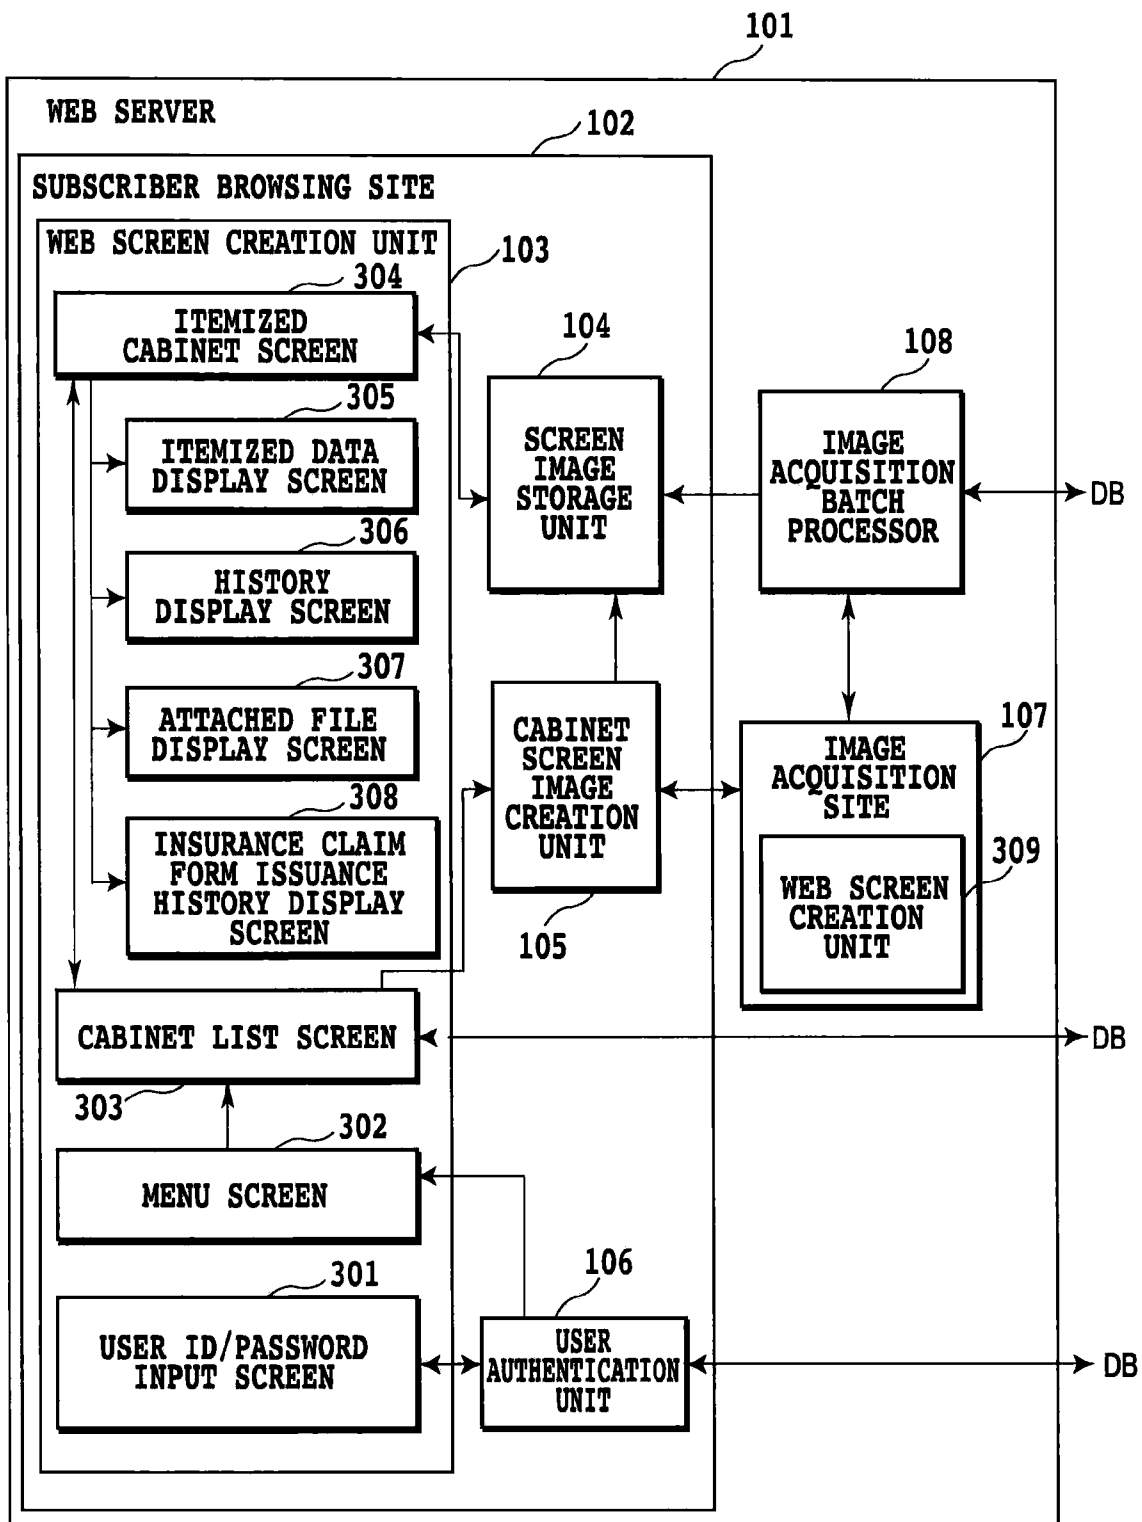 101
WEB SERVER
102
SUBSCRIBER BROWSING SITE
WEB SCREEN CREATION UNIT
103
304
ITEMIZED
CABINET SCREEN
305
ITEMIZED DATA
DISPLAY SCREEN
306
HISTORY
DISPLAY SCREEN
307
ATTACHED FILE
DISPLAY SCREEN
308
INSURANCE CLAIM
FORM ISSUANCE
HISTORY DISPLAY
SCREEN
CABINET LIST SCREEN
303
302
MENU SCREEN
301
USER ID/PASSWORD
INPUT SCREEN
104
SCREEN
IMAGE
STORAGE
UNIT
CABINET
SCREEN
IMAGE
CREATION
UNIT
105
106
USER
AUTHENTICATION
UNIT
108
IMAGE
ACQUISITION
BATCH
PROCESSOR
DB
107
IMAGE
ACQUISITION
SITE
309
WEB SCREEN
CREATION
UNIT
DB
DB